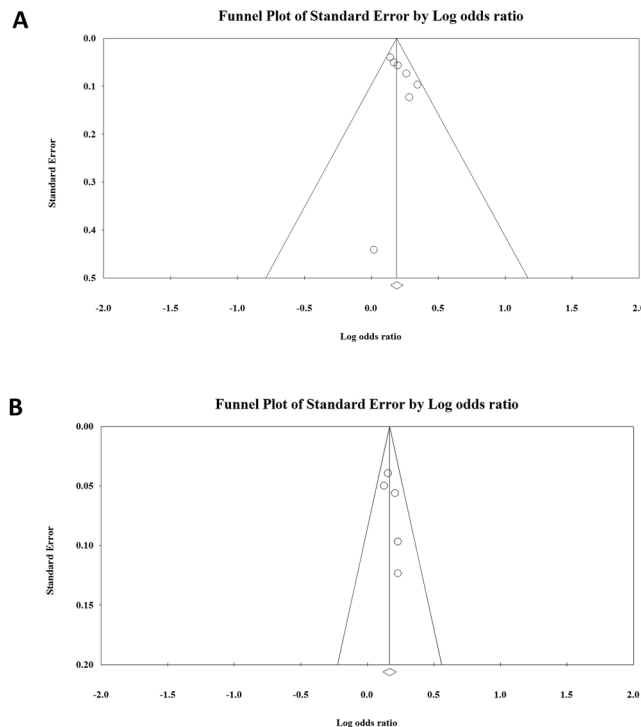 A
Funnel Plot of Standard Error by Log odds ratio
0.0
0.1
0.2
0.3
0.4
0.5
Standard Error
-2.0 -1.5 -1.0 -0.5 0.0 0.5 1.0 1.5 2.0
Log odds ratio
B
Funnel Plot of Standard Error by Log odds ratio
0.00
0.05
0.10
0.15
0.20
Standard Error
-2.0 -1.5 -1.0 -0.5 0.0 0.5 1.0 1.5 2.0
Log odds ratio